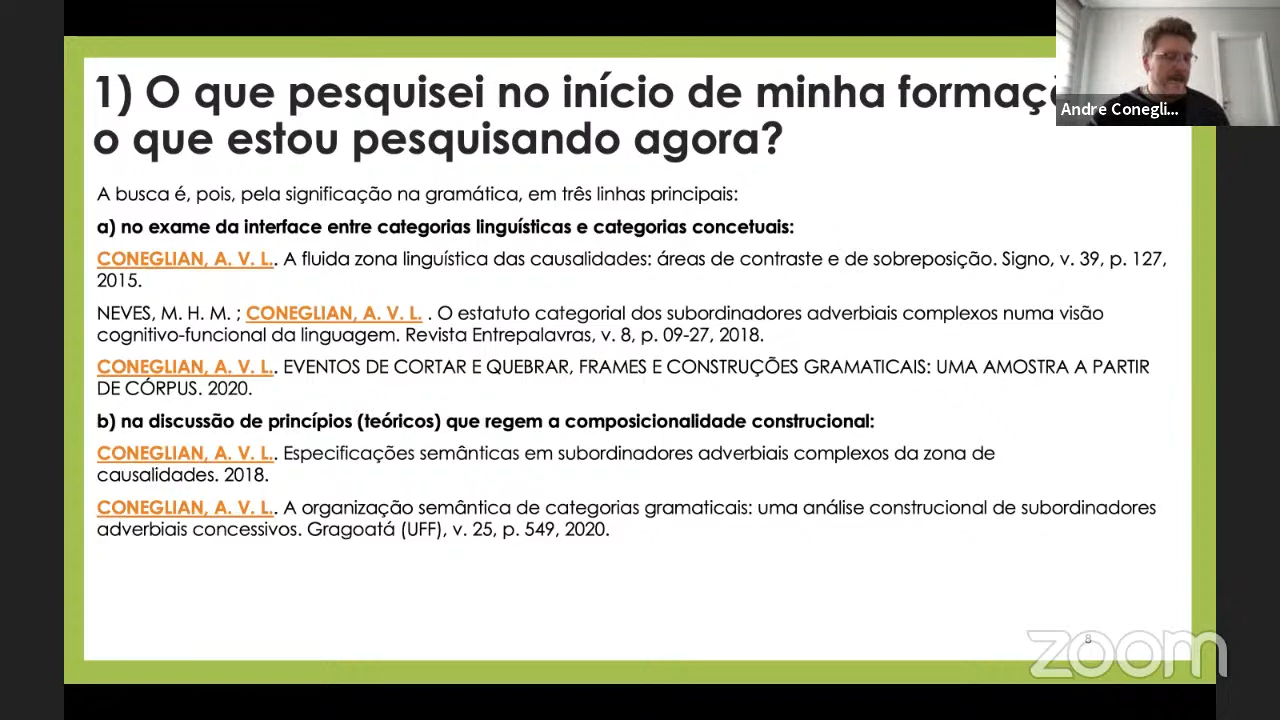 1) O que pesquisei no início de minha formaç
o que estou pesquisando agora?
Andre Conegli...
A busca é, pois, pela significação na gramática, em três linhas principais:
a) no exame da interface entre categorias linguísticas e categorias concetuais:
CONEGLIAN, A. V. L.. A fluida zona linguística das causalidades: áreas de contraste e de sobreposição. Signo, v. 39, p. 127,
2015.
NEVES, M. H. M. ; CONEGLIAN, A. V. L. . O estatuto categorial dos subordinadores adverbiais complexos numa visão
cognitivo-funcional da linguagem. Revista Entrepalavras, v. 8, p. 09-27, 2018.
CONEGLIAN, A. V. L.. EVENTOS DE CORTAR E QUEBRAR, FRAMES E CONSTRUÇÕES GRAMATICAIS: UMA AMOSTRA A PARTIR
DE CÓRPUS. 2020.
b) na discussão de princípios (teóricos) que regem a composicionalidade construcional:
CONEGLIAN, A. V. L.. Especificações semânticas em subordinadores adverbiais complexos da zona de
causalidades. 2018.
CONEGLIAN, A. V. L.. A organização semântica de categorias gramaticais: uma análise construcional de subordinadores
adverbiais concessivos. Gragoatá (UFF), v. 25, p. 549, 2020.
8
zoom